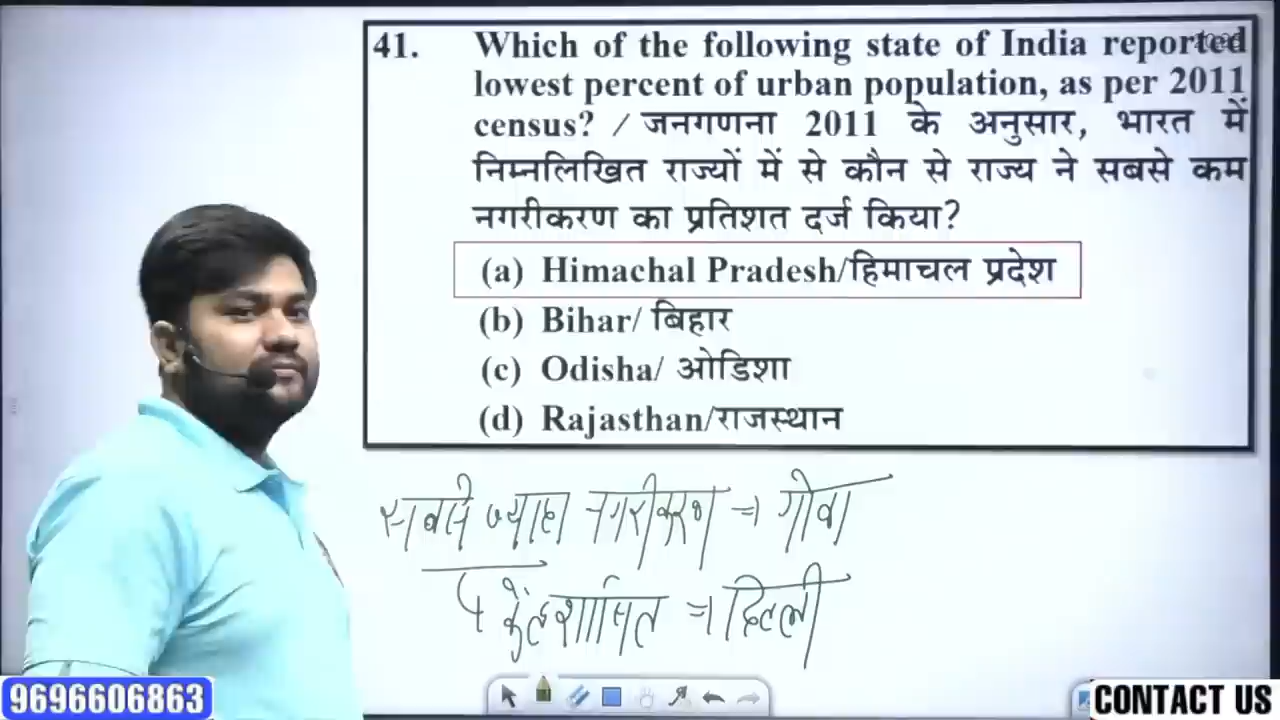 41. Which of the following state of India reported
lowest percent of urban population, as per 2011
census? / जनगणना 2011 के अनुसार, भारत में
निम्नलिखित राज्यों में से कौन से राज्य ने सबसे कम
नगरीकरण का प्रतिशत दर्ज किया?
(a) Himachal Pradesh/हिमाचल प्रदेश
(b) Bihar/ बिहार
(c) Odisha/ ओडिशा
(d) Rajasthan/राजस्थान
सबसे ज्यादा नगरीकरण ⇒ गोवा
↳ केंद्रशासित ⇒ दिल्ली
9696606863
CONTACT US